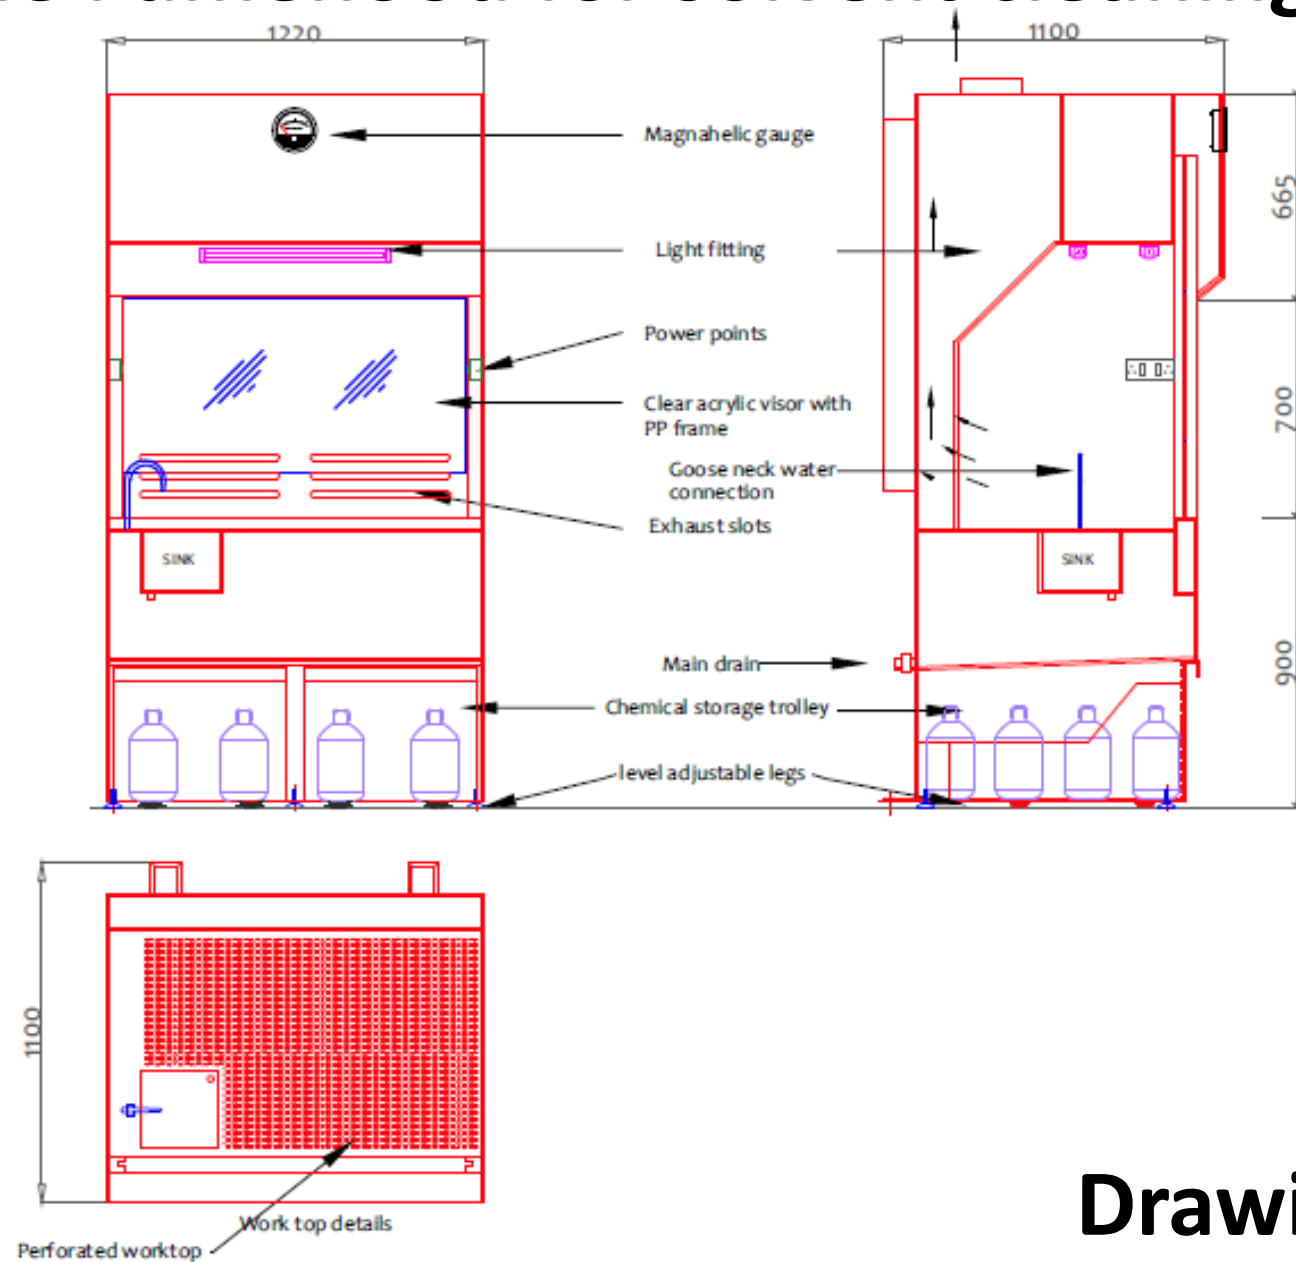 1220
1100
Magnahelic gauge
Light fitting
665
Power points
Clear acrylic visor with
PP frame
700
Goose neck water
connection
Exhaust slots
SINK
SINK
Main drain
900
Chemical storage trolley
level adjustable legs
1100
Work top details
Perforated worktop
Drawi